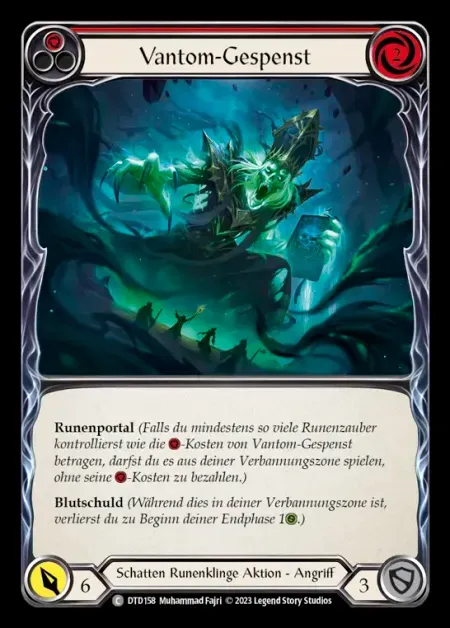 Vantom-Gespenst
2
Runenportal (Falls du mindestens so viele Runenzauber
kontrollierst wie die -Kosten von Vantom-Gespenst
betragen, darfst du es aus deiner Verbannungszone spielen,
ohne seine -Kosten zu bezahlen.)
Blutschuld (Während dies in deiner Verbannungszone ist,
verlierst du zu Beginn deiner Endphase 1.)
6
Schatten Runenklinge Aktion - Angriff
3
C DTD158 Muhammad Fajri © 2023 Legend Story Studios